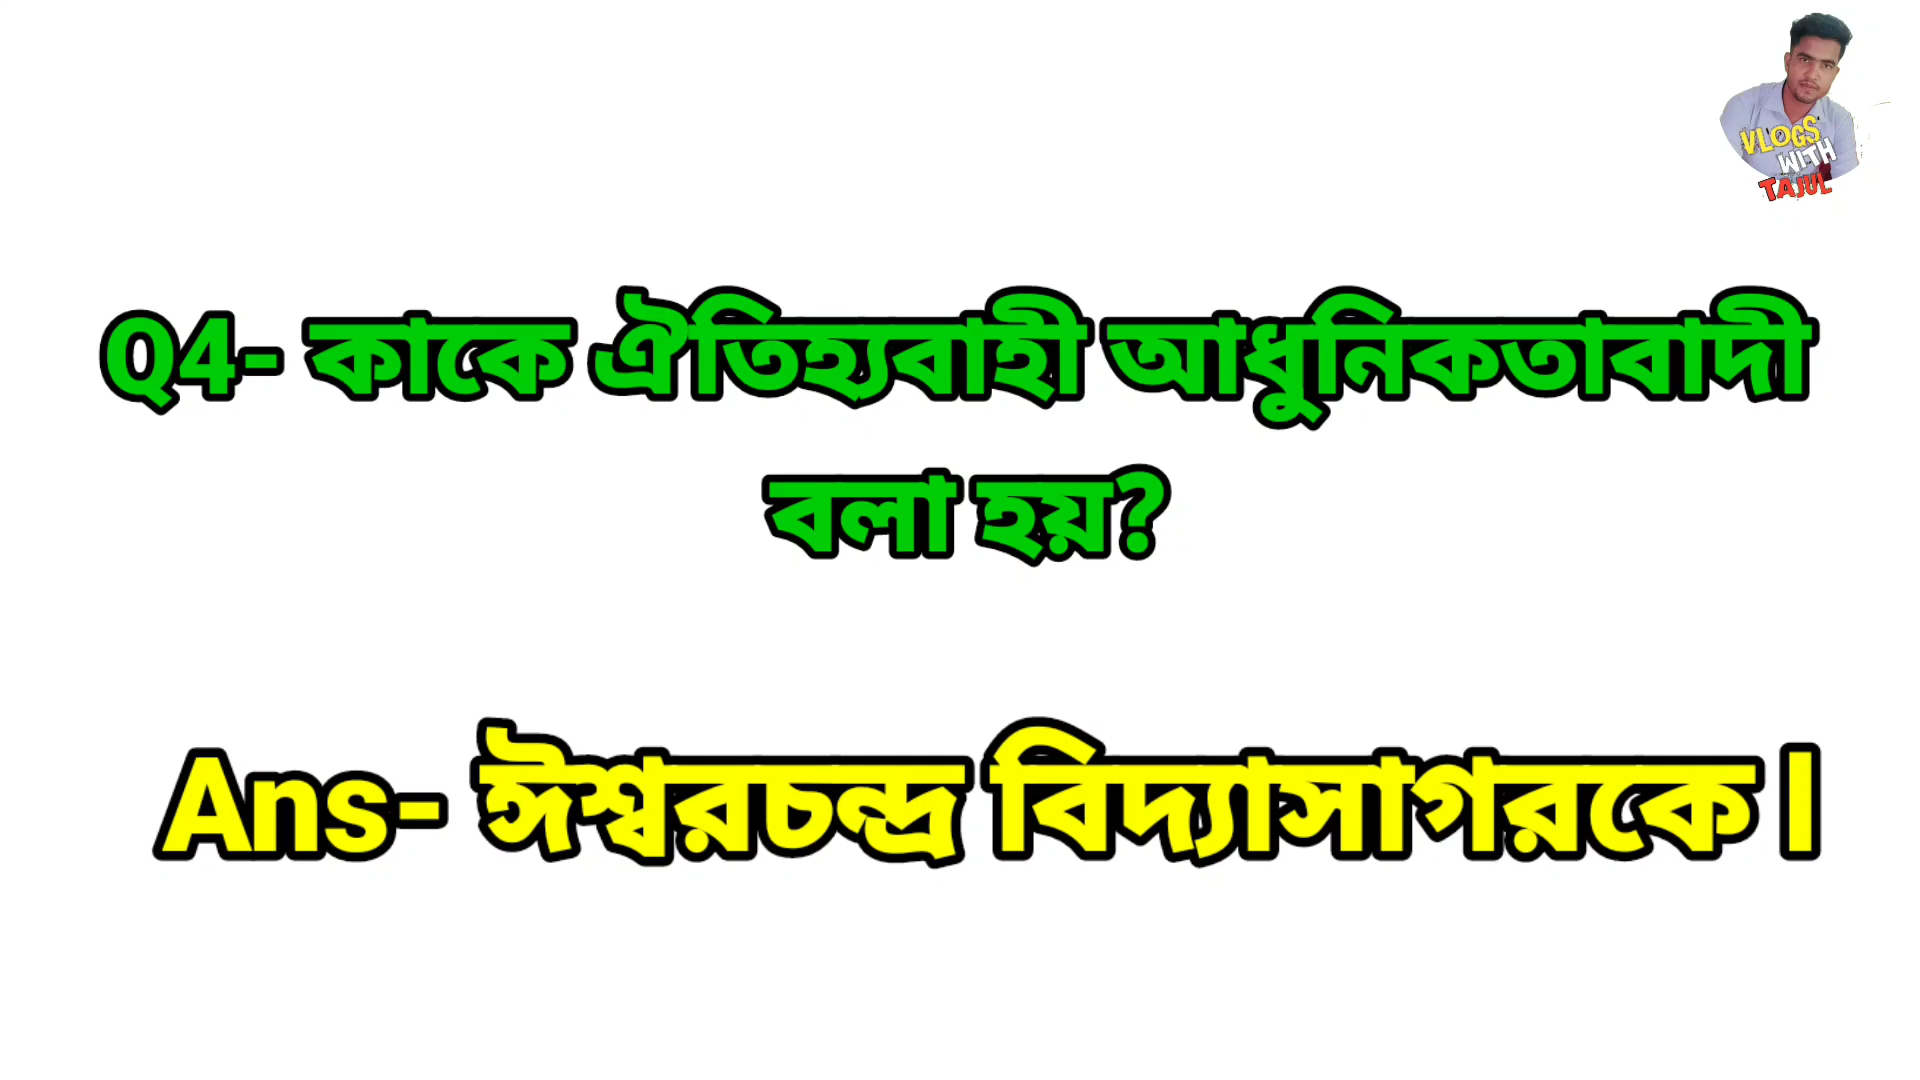 VLOGS
WITH
TAJUL
Q4- কাকে ঐতিহ্যবাহী আধুনিকতাবাদী
বলা হয়?
Ans- ঈশ্বরচন্দ্র বিদ্যাসাগরকে।